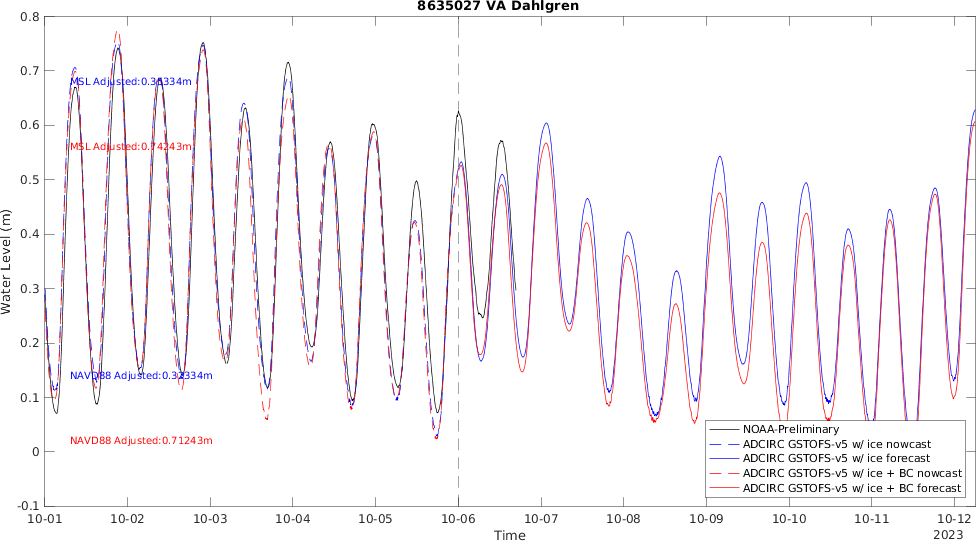 8635027 VA Dahlgren
0.8
0.7
0.6
0.5
0.4
0.3
0.2
0.1
0
-0.1
Water Level (m)
MSL Adjusted:0.35334m
MSL Adjusted:0.74243m
NAVD88 Adjusted:0.32334m
NAVD88 Adjusted:0.71243m
NOAA-Preliminary
ADCIRC GSTOFS-v5 w/ ice nowcast
ADCIRC GSTOFS-v5 w/ ice forecast
ADCIRC GSTOFS-v5 w/ ice + BC nowcast
ADCIRC GSTOFS-v5 w/ ice + BC forecast
10-01 10-02 10-03 10-04 10-05 10-06 10-07 10-08 10-09 10-10 10-11 10-12
2023
Time